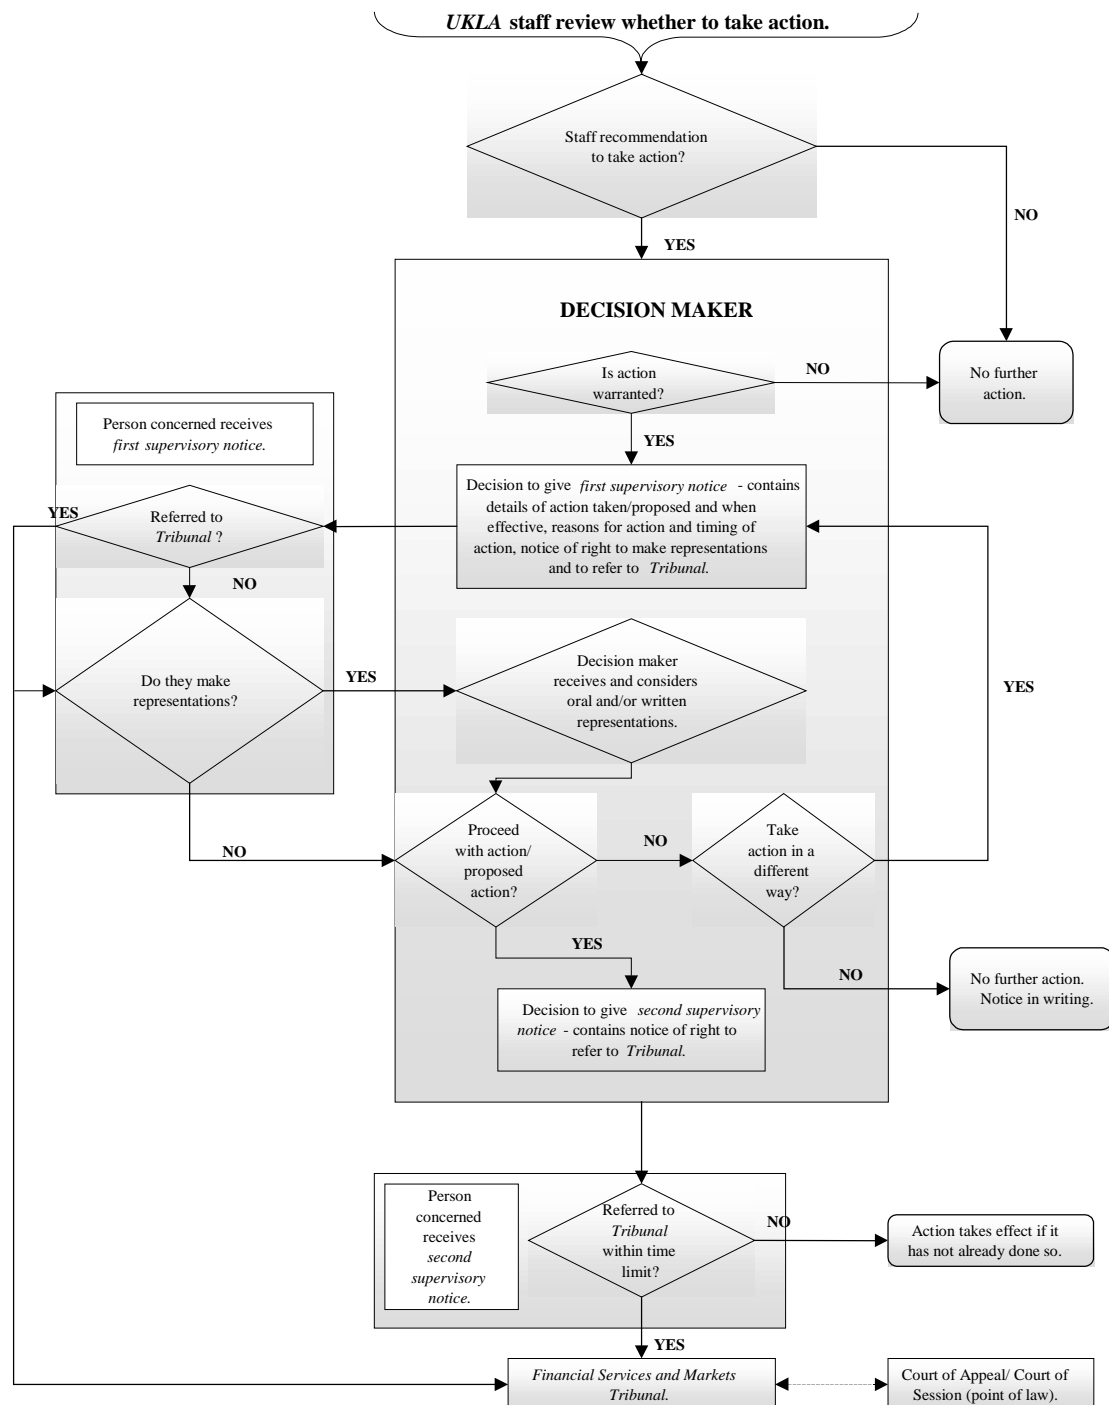 UKLA staff review whether to take action.
Staff recommendation
to take action?
NO
YES
DECISION MAKER
Is action
warranted?
NO
No further
action.
YES
Person concerned receives
first supervisory notice.
Decision to give first supervisory notice - contains
details of action taken/proposed and when
effective, reasons for action and timing of
action, notice of right to make representations
and to refer to Tribunal.
YES
Referred to
Tribunal ?
NO
Do they make
representations?
YES
Decision maker
receives and considers
oral and/or written
representations.
YES
NO
Proceed
with action/
proposed
action?
NO
Take
action in a
different
way?
YES
NO
No further action.
Notice in writing.
Decision to give second supervisory
notice - contains notice of right to
refer to Tribunal.
Person
concerned
receives
second
supervisory
notice.
Referred to
Tribunal
within time
limit?
NO
Action takes effect if it
has not already done so.
YES
Financial Services and Markets
Tribunal.
Court of Appeal/ Court of
Session (point of law).